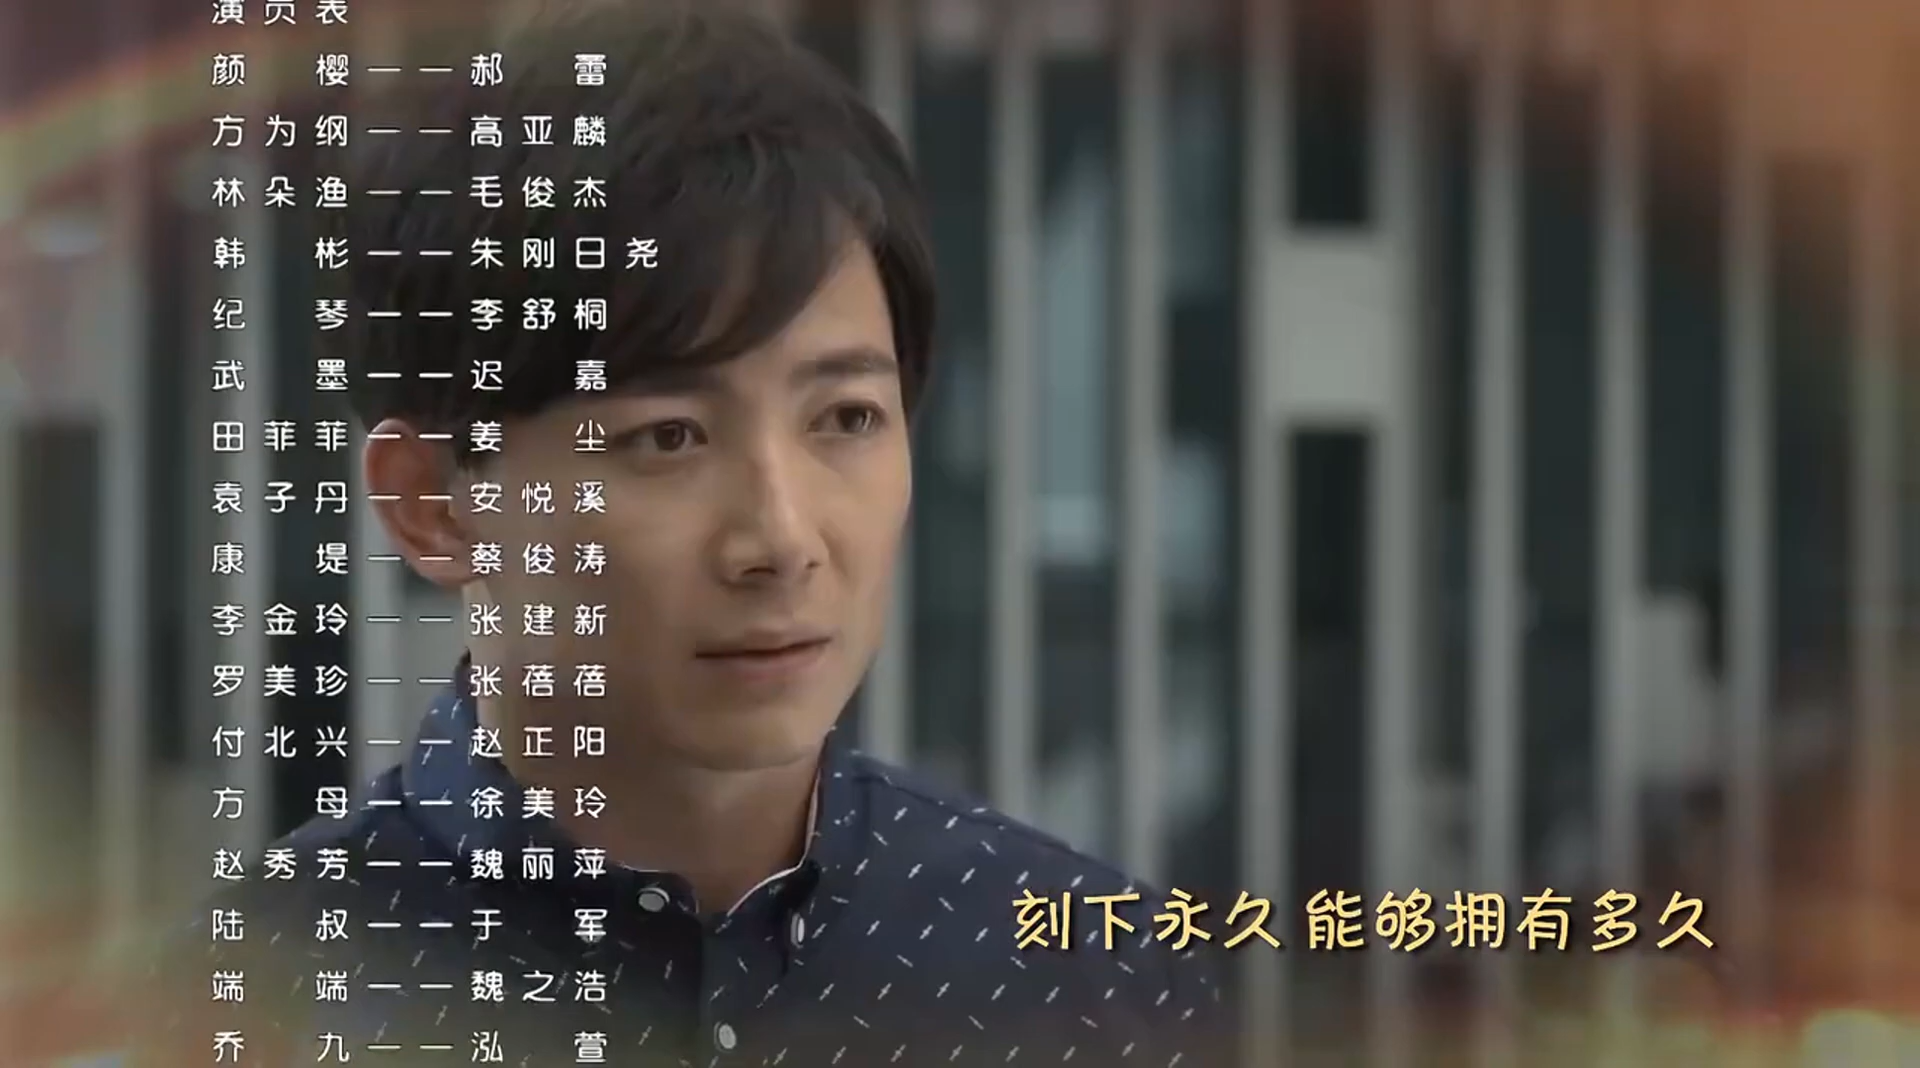 演员表
颜樱——郝蕾
方为纲——高亚麟
林朵渔——毛俊杰
韩彬——朱刚日尧
纪琴——李舒桐
武墨——迟嘉
田菲菲——姜尘
袁子丹——安悦溪
康堤——蔡俊涛
李金玲——张建新
罗美珍——张蓓蓓
付北兴——赵正阳
方母——徐美玲
赵秀芳——魏丽萍
陆叔——于军
端端——魏之浩
乔九——泓萱
刻下永久 能够拥有多久